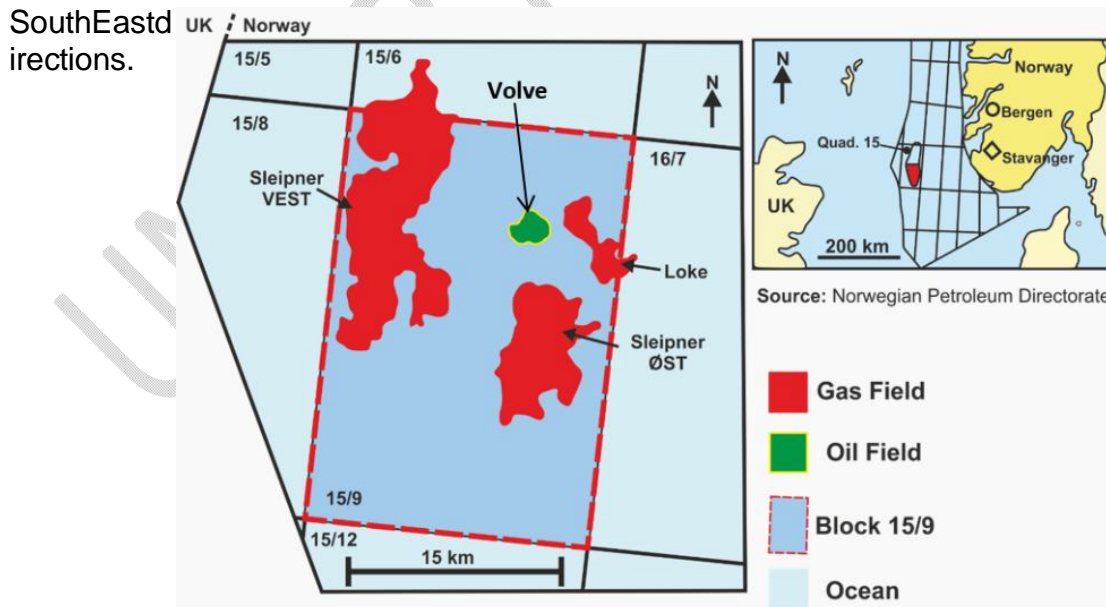 SouthEastd
irections.
UK Norway
15/5
15/6
15/8
Volve
N
16/7
Sleipner
VEST
Loke
Sleipner
ØST
15/9
15/12
15 km
N
Norway
Bergen
Quad. 15
Stavanger
UK
200 km
©
Source: Norwegian Petroleum Directorate
Gas Field
Oil Field
Block 15/9
Ocean